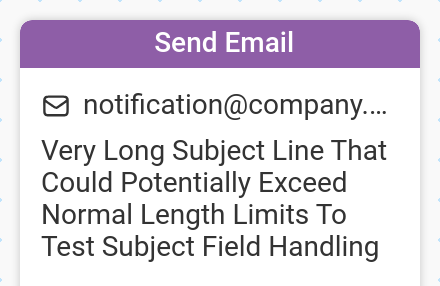 Send Email
notification@company....
Very Long Subject Line That
Could Potentially Exceed
Normal Length Limits To
Test Subject Field Handling